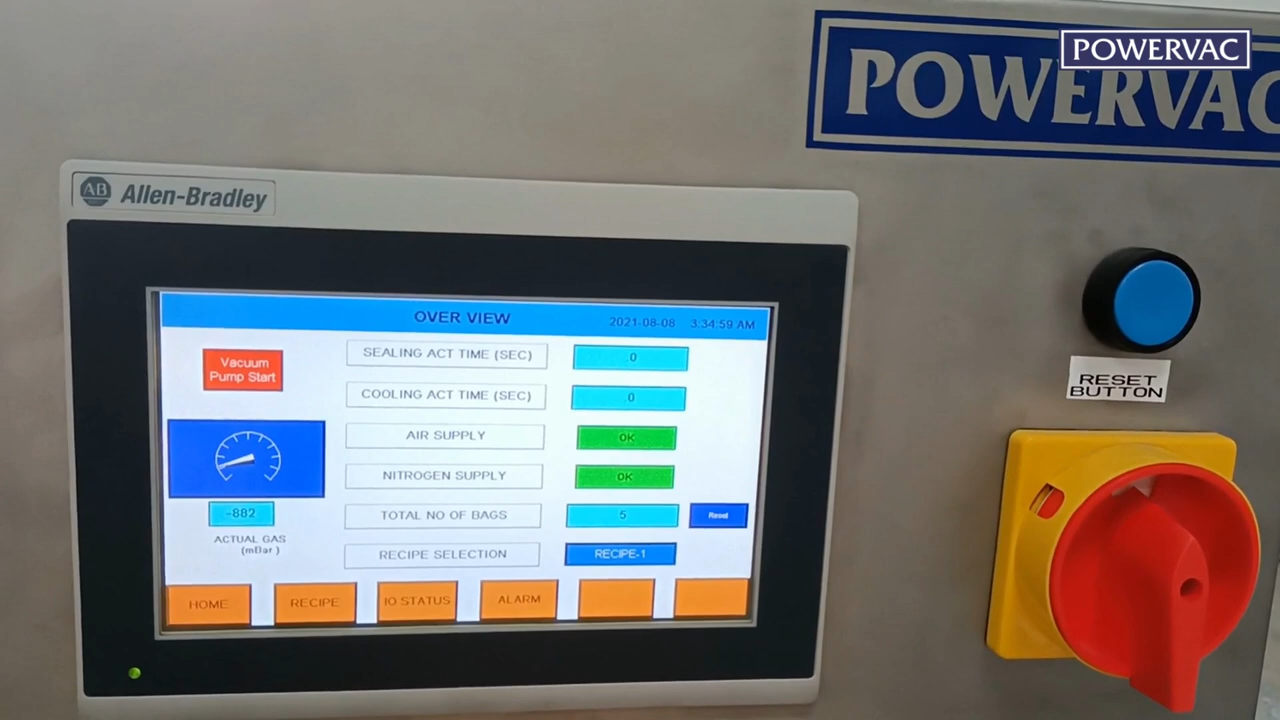 POWERVAC
POWERVAC
AB Allen-Bradley
OVER VIEW
2021-08-08 3:34:59 AM
Vacuum
Pump Start
SEALING ACT TIME (SEC)
.0
COOLING ACT TIME (SEC)
.0
AIR SUPPLY
OK
NITROGEN SUPPLY
OK
-882
TOTAL NO OF BAGS
5
Reset
ACTUAL GAS
(mBar )
RECIPE SELECTION
RECIPE-1
HOME
RECIPE
IO STATUS
ALARM
RESET
BUTTON